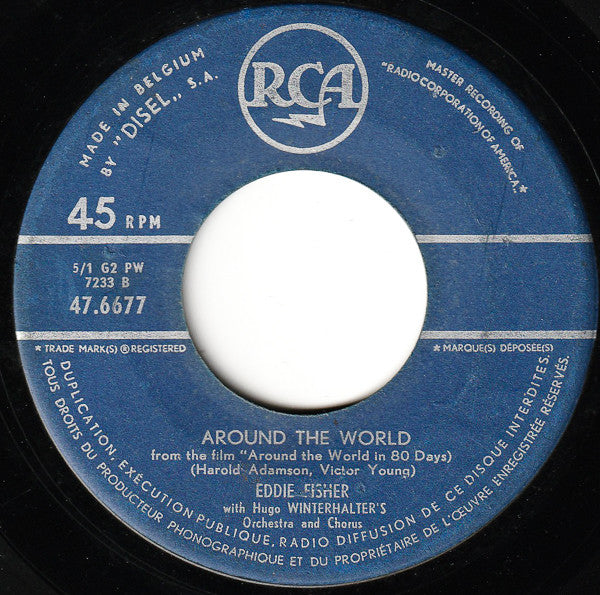 RCA
MADE IN BELGIUM
BY "DISEL„ S.A.
MASTER RECORDING OF
"RADIO CORPORATION OF AMERICA„*
45 RPM
5/1 G2 PW
7233 B
47.6677
* TRADE MARK(S) ® REGISTERED
* MARQUE(S) DÉPOSÉE(S)
AROUND THE WORLD
from the film "Around the World in 80 Days)
(Harold Adamson, Victor Young)
EDDIE FISHER
with Hugo WINTERHALTER'S
Orchestra and Chorus
DUPLICATION, EXÉCUTION PUBLIQUE, RADIO DIFFUSION DE CE DISQUE INTERDITES.
TOUS DROITS DU PRODUCTEUR PHONOGRAPHIQUE ET DU PROPRIÉTAIRE DE L'ŒUVRE ENREGISTRÉE RÉSERVÉS.